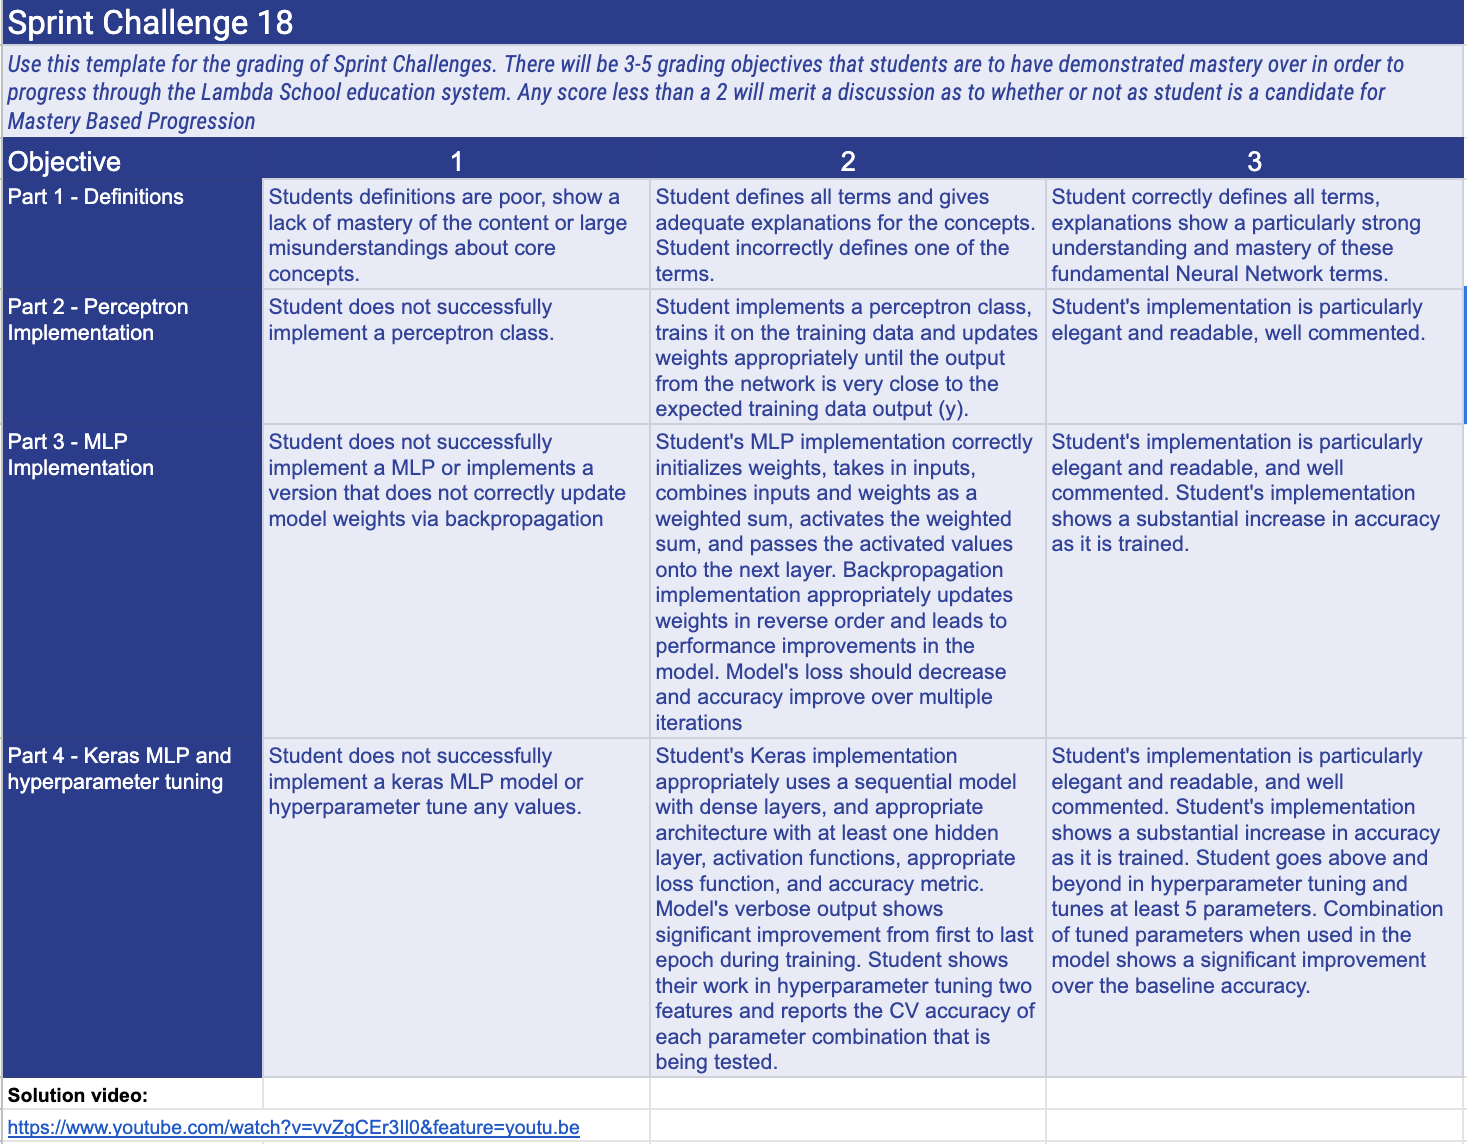 Sprint Challenge 18
Use this template for the grading of Sprint Challenges. There will be 3-5 grading objectives that students are to have demonstrated mastery over in order to
progress through the Lambda School education system. Any score less than a 2 will merit a discussion as to whether or not as student is a candidate for
Mastery Based Progression
Objective
1
2
3
Part 1 - Definitions
Students definitions are poor, show a
lack of mastery of the content or large
misunderstandings about core
concepts.
Student defines all terms and gives
adequate explanations for the concepts.
Student incorrectly defines one of the
terms.
Student correctly defines all terms,
explanations show a particularly strong
understanding and mastery of these
fundamental Neural Network terms.
Part 2 - Perceptron
Implementation
Student does not successfully
implement a perceptron class.
Student implements a perceptron class,
trains it on the training data and updates
weights appropriately until the output
from the network is very close to the
expected training data output (y).
Student's implementation is particularly
elegant and readable, well commented.
Part 3 - MLP
Implementation
Student does not successfully
implement a MLP or implements a
version that does not correctly update
model weights via backpropagation
Student's MLP implementation correctly
initializes weights, takes in inputs,
combines inputs and weights as a
weighted sum, activates the weighted
sum, and passes the activated values
onto the next layer. Backpropagation
implementation appropriately updates
weights in reverse order and leads to
performance improvements in the
model. Model's loss should decrease
and accuracy improve over multiple
iterations
Student's implementation is particularly
elegant and readable, and well
commented. Student's implementation
shows a substantial increase in accuracy
as it is trained.
Part 4 - Keras MLP and
hyperparameter tuning
Student does not successfully
implement a keras MLP model or
hyperparameter tune any values.
Student's Keras implementation
appropriately uses a sequential model
with dense layers, and appropriate
architecture with at least one hidden
layer, activation functions, appropriate
loss function, and accuracy metric.
Model's verbose output shows
significant improvement from first to last
epoch during training. Student shows
their work in hyperparameter tuning two
features and reports the CV accuracy of
each parameter combination that is
being tested.
Student's implementation is particularly
elegant and readable, and well
commented. Student's implementation
shows a substantial increase in accuracy
as it is trained. Student goes above and
beyond in hyperparameter tuning and
tunes at least 5 parameters. Combination
of tuned parameters when used in the
model shows a significant improvement
over the baseline accuracy.
Solution video:
https://www.youtube.com/watch?v=vvZgCEr3Il0&feature=youtu.be